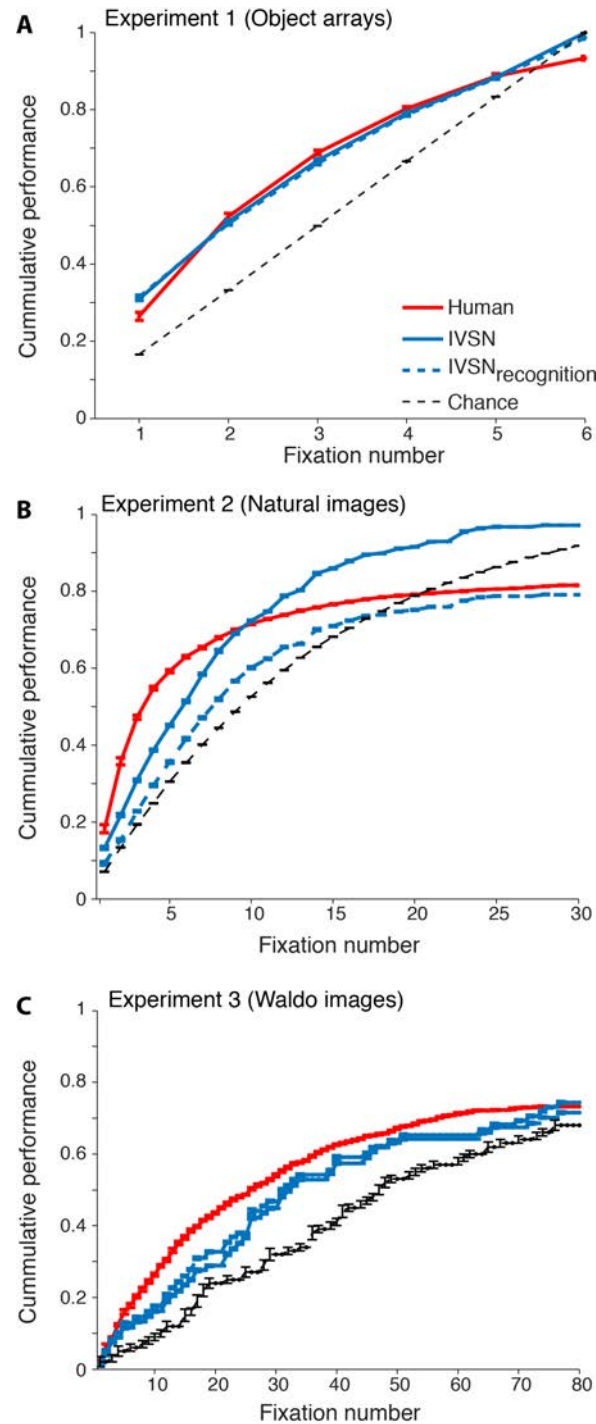 A
Experiment 1 (Object arrays)
1
0.8
0.6
0.4
0.2
0
Cummulative performance
Human
IVSN
IVSN recognition
Chance
1 2 3 4 5 6
Fixation number
B
Experiment 2 (Natural images)
1
0.8
0.6
0.4
0.2
0
Cummulative performance
5 10 15 20 25 30
Fixation number
C
Experiment 3 (Waldo images)
1
0.8
0.6
0.4
0.2
0
Cummulative performance
10 20 30 40 50 60 70 80
Fixation number